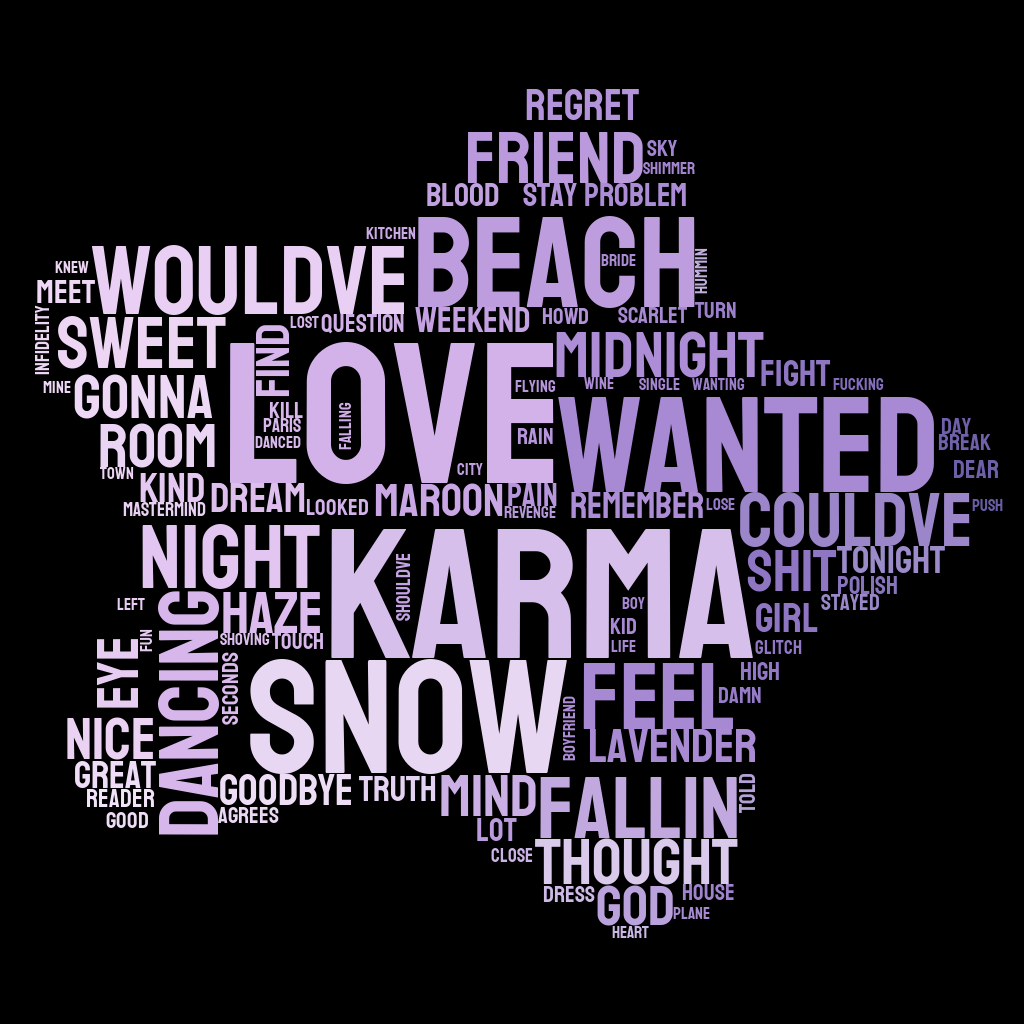 REGRET
FRIEND
SKY
SHIMMER
BLOOD
STAY
PROBLEM
KITCHEN
BEACH
BRIDE
HUMMIN
KNEW
WOULDVE
MEET
INFIDELITY
SWEET
LOST
QUESTION
WEEKEND
HOWD
SCARLET
TURN
FIND
LOVE
MIDNIGHT
FIGHT
MINE
GONNA
KILL
PARIS
DANCED
FALLING
FLYING
WINE
SINGLE
WANTING
FUCKING
ROOM
RAIN
WANTED
DAY
BREAK
TOWN
CITY
DEAR
KIND
DREAM
LOOKED
MAROON
PAIN
REVENGE
REMEMBER
LOSE
COULDVE
PUSH
MASTERMIND
NIGHT
KARMA
SHOULDVE
SHIT
TONIGHT
POLISH
STAYED
LEFT
DANCING
HAZE
BOY
KID
LIFE
GIRL
FUN
SHOVING
TOUCH
GLITCH
EYE
SECONDS
SNOW
BOYFRIEND
FEEL
HIGH
DAMN
NICE
LAVENDER
GREAT
READER
GOOD
GOODBYE
TRUTH
MIND
FALLIN
TOLD
AGREES
LOT
CLOSE
THOUGHT
DRESS
GOD
HOUSE
PLANE
HEART